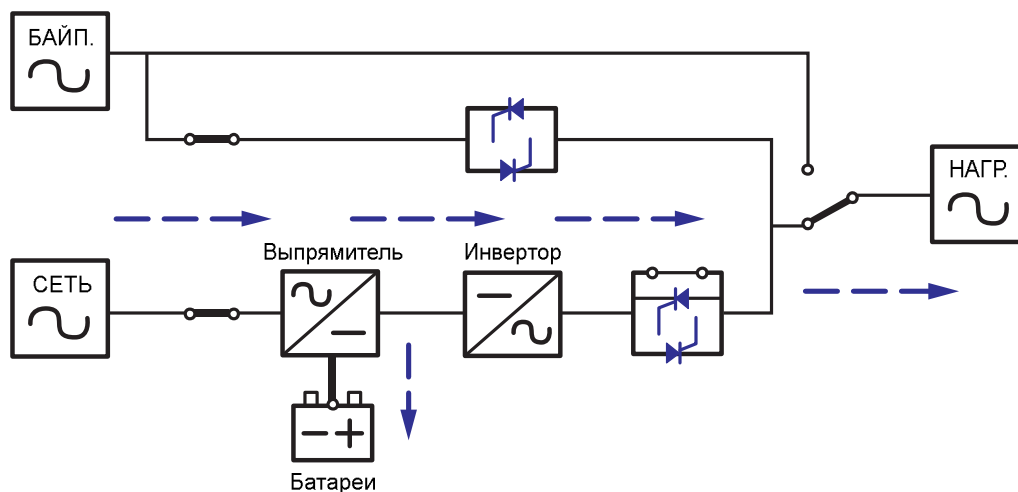 БАЙП.
НАГР.
Выпрямитель
Инвертор
СЕТЬ
Батареи